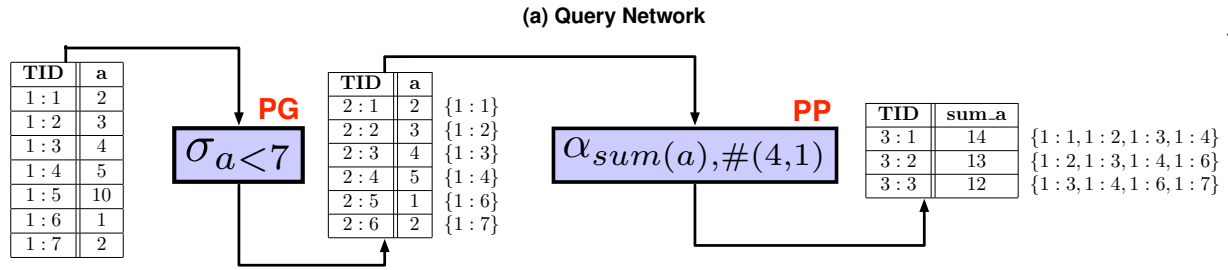 (a) Query Network
TID a
1 : 1 2
1 : 2 3
1 : 3 4
1 : 4 5
1 : 5 10
1 : 6 1
1 : 7 2
PG
σa<7
TID a
2 : 1 2 {1 : 1}
2 : 2 3 {1 : 2}
2 : 3 4 {1 : 3}
2 : 4 5 {1 : 4}
2 : 5 1 {1 : 6}
2 : 6 2 {1 : 7}
PP
αsum(a),#(4,1)
TID sum_a
3 : 1 14 {1 : 1, 1 : 2, 1 : 3, 1 : 4}
3 : 2 13 {1 : 2, 1 : 3, 1 : 4, 1 : 6}
3 : 3 12 {1 : 3, 1 : 4, 1 : 6, 1 : 7}